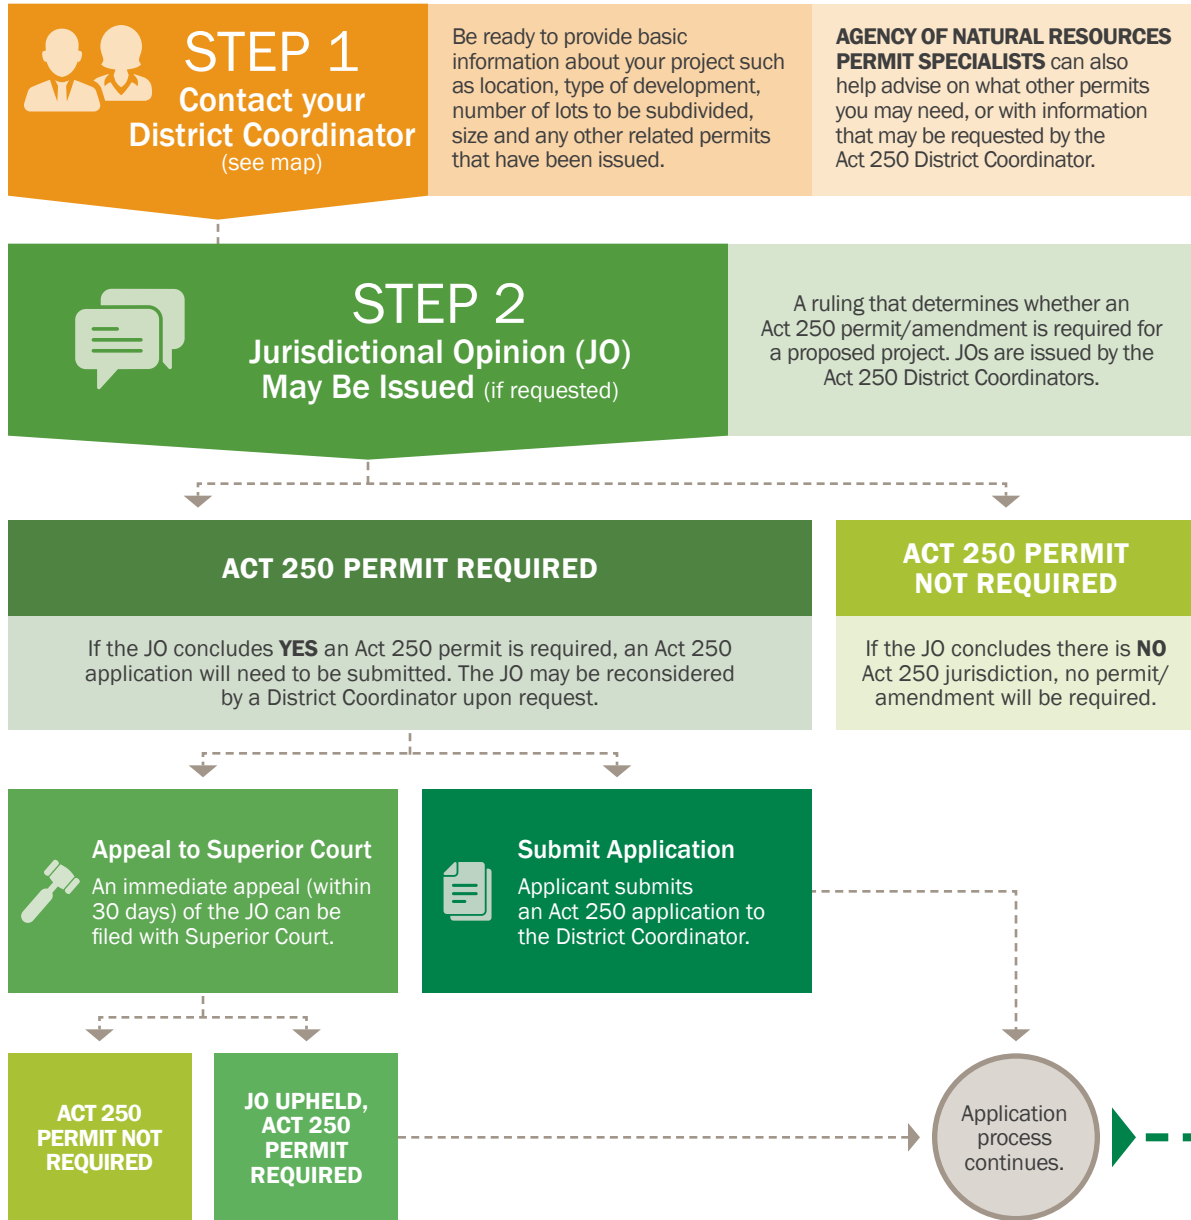 STEP 1
Contact your
District Coordinator
(see map)
Be ready to provide basic
information about your project such
as location, type of development,
number of lots to be subdivided,
size and any other related permits
that have been issued.
AGENCY OF NATURAL RESOURCES
PERMIT SPECIALISTS can also
help advise on what other permits
you may need, or with information
that may be requested by the
Act 250 District Coordinator.
STEP 2
Jurisdictional Opinion (JO)
May Be Issued (if requested)
A ruling that determines whether an
Act 250 permit/amendment is required for
a proposed project. JOs are issued by the
Act 250 District Coordinators.
ACT 250 PERMIT REQUIRED
If the JO concludes YES an Act 250 permit is required, an Act 250
application will need to be submitted. The JO may be reconsidered
by a District Coordinator upon request.
ACT 250 PERMIT
NOT REQUIRED
If the JO concludes there is NO
Act 250 jurisdiction, no permit/
amendment will be required.
Appeal to Superior Court
An immediate appeal (within
30 days) of the JO can be
filed with Superior Court.
Submit Application
Applicant submits
an Act 250 application to
the District Coordinator.
ACT 250
PERMIT NOT
REQUIRED
JO UPHELD,
ACT 250
PERMIT
REQUIRED
Application
process
continues.